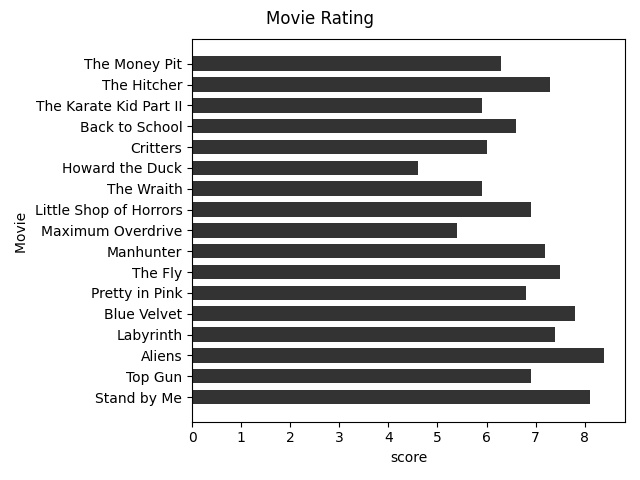 Movie Rating
The Money Pit
The Hitcher
The Karate Kid Part II
Back to School
Critters
Howard the Duck
The Wraith
Little Shop of Horrors
Maximum Overdrive
Manhunter
The Fly
Pretty in Pink
Blue Velvet
Labyrinth
Aliens
Top Gun
Stand by Me
Movie
0 1 2 3 4 5 6 7 8
score